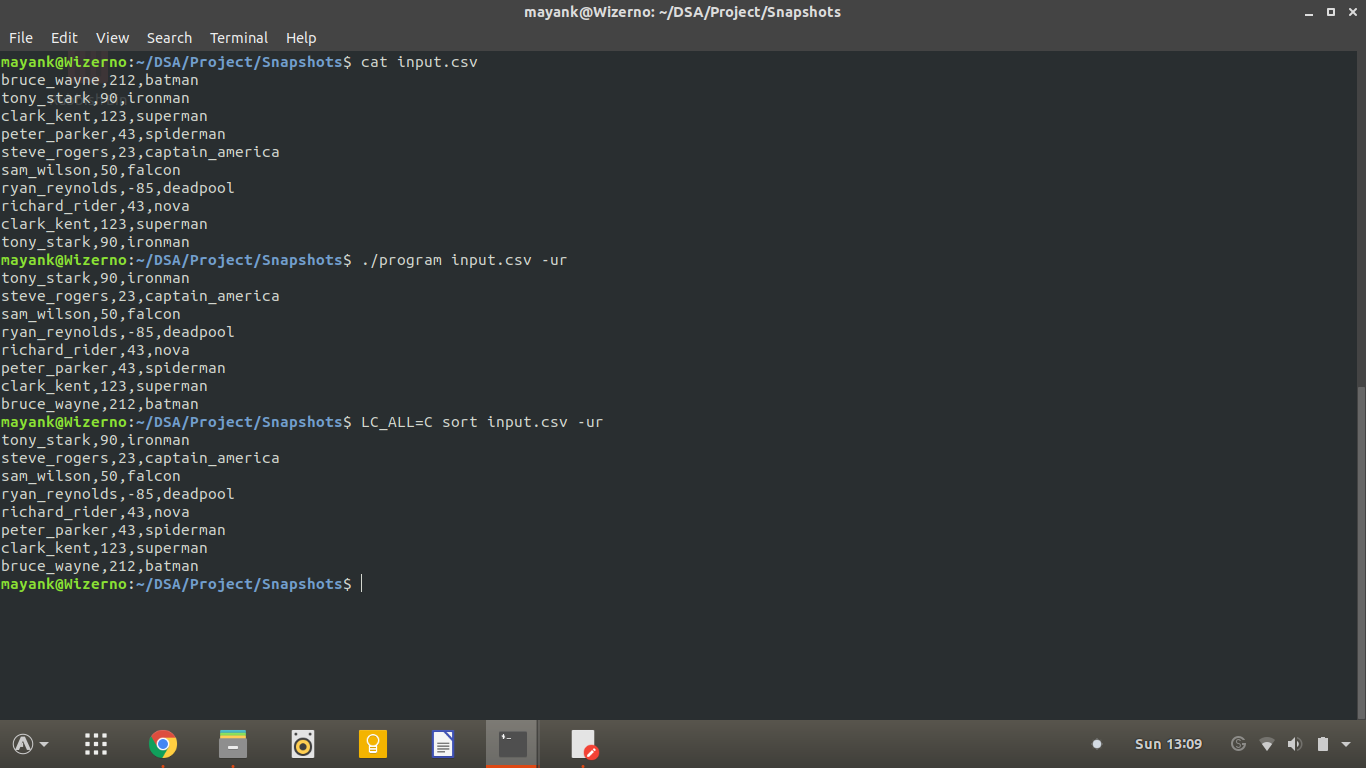 mayank@Wizerno: ~/DSA/Project/Snapshots
File Edit View Search Terminal Help
mayank@Wizerno:~/DSA/Project/Snapshots$ cat input.csv
bruce_wayne,212,batman
tony_stark,90,ironman
clark_kent,123,superman
peter_parker,43,spiderman
steve_rogers,23,captain_america
sam_wilson,50,falcon
ryan_reynolds,-85,deadpool
richard_rider,43,nova
clark_kent,123,superman
tony_stark,90,ironman
mayank@Wizerno:~/DSA/Project/Snapshots$ ./program input.csv -ur
tony_stark,90,ironman
steve_rogers,23,captain_america
sam_wilson,50,falcon
ryan_reynolds,-85,deadpool
richard_rider,43,nova
peter_parker,43,spiderman
clark_kent,123,superman
bruce_wayne,212,batman
mayank@Wizerno:~/DSA/Project/Snapshots$ LC_ALL=C sort input.csv -ur
tony_stark,90,ironman
steve_rogers,23,captain_america
sam_wilson,50,falcon
ryan_reynolds,-85,deadpool
richard_rider,43,nova
peter_parker,43,spiderman
clark_kent,123,superman
bruce_wayne,212,batman
mayank@Wizerno:~/DSA/Project/Snapshots$
Sun 13:09